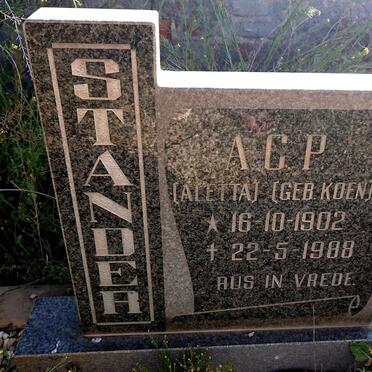 STANDER
A C P
(ALETTA) (GEB KOEN)
★ 16-10-1902
✝ 22-5-1988
RUS IN VREDE